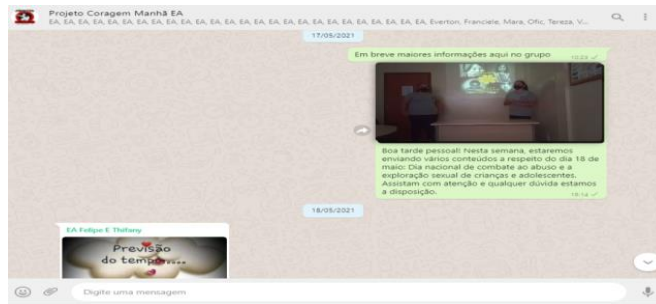 Projeto Coragem Manhã EA
EA, EA, EA, EA, EA, EA, EA, EA, EA, EA, EA, EA, EA, EA, EA, EA, EA, EA, EA, EA, EA, EA, EA, EA, Everton, Franciele, Mara, Ofic, Tereza, V...
17/05/2021
Em breve maiores informações aqui no grupo 10:23
Boa tarde pessoal! Nesta semana, estaremos
enviando vários conteúdos a respeito do dia 18 de
maio: Dia nacional de combate ao abuso e a
exploração sexual de crianças e adolescentes.
Assistam com atenção e qualquer dúvida estamos
a disposição. 18:14
18/05/2021
EA Felipe E Thifany
Previsão
do tempo....
Digite uma mensagem